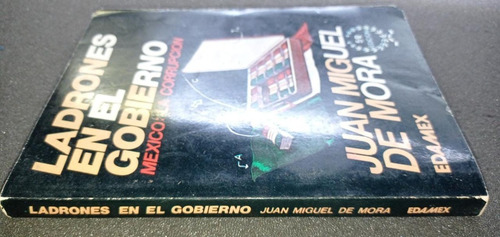 LADRONES
EN EL
GOBIERNO
MEXICO: LA CORRUPCION
JUAN MIGUEL
DE MORA
EDAMEX
LADRONES EN EL GOBIERNO JUAN MIGUEL DE MORA EDAMEX